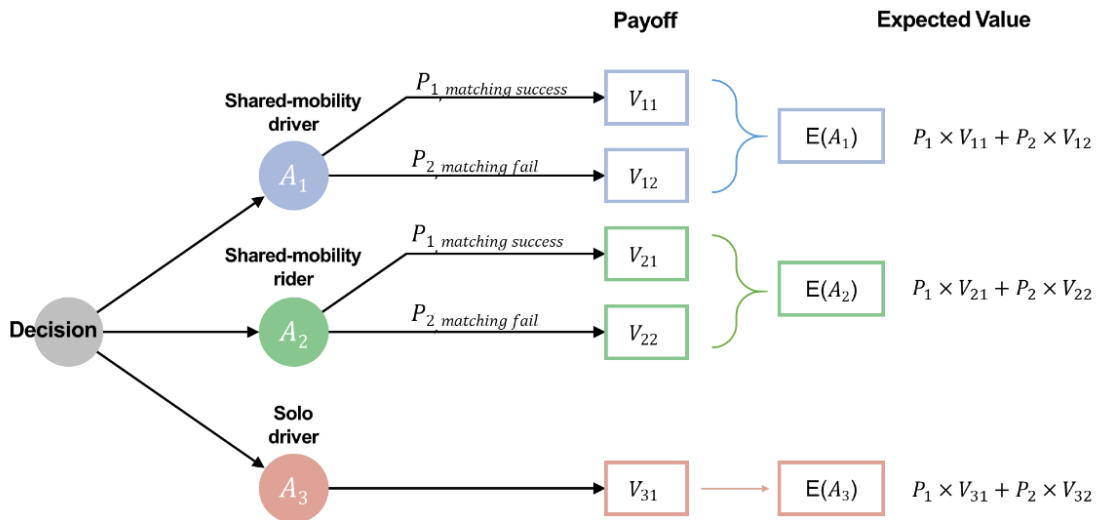 Payoff
Expected Value
Shared-mobility
driver
A₁
P₁, matching success
V₁₁
P₂ matching fail
V₁₂
E(A₁)
P₁ × V₁₁ + P₂ × V₁₂
Shared-mobility
rider
Decision
A₂
P₁, matching success
V₂₁
P₂ matching fail
V₂₂
E(A₂)
P₁ × V₂₁ + P₂ × V₂₂
Solo
driver
A₃
V₃₁
E(A₃)
P₁ × V₃₁ + P₂ × V₃₂